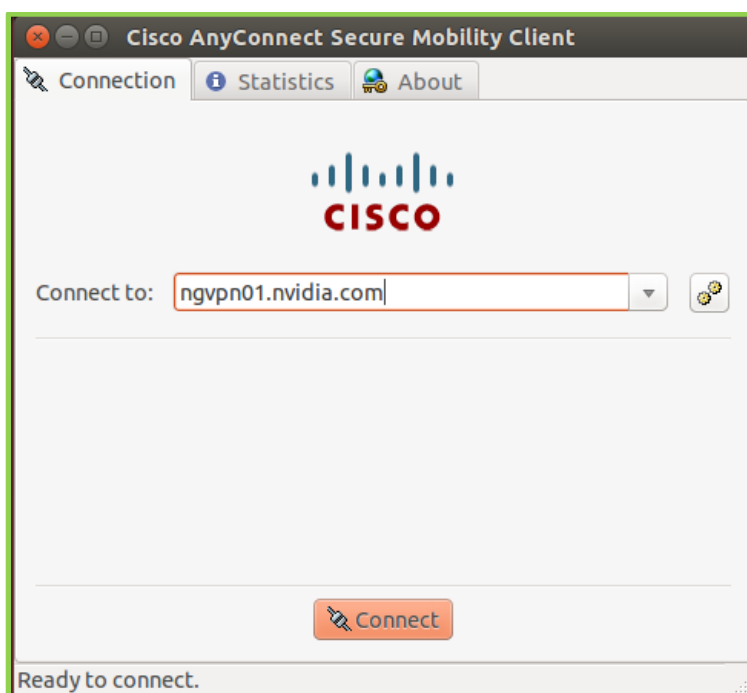 Cisco AnyConnect Secure Mobility Client
Connection Statistics About
CISCO
Connect to: ngvpn01.nvidia.com
Connect
Ready to connect.